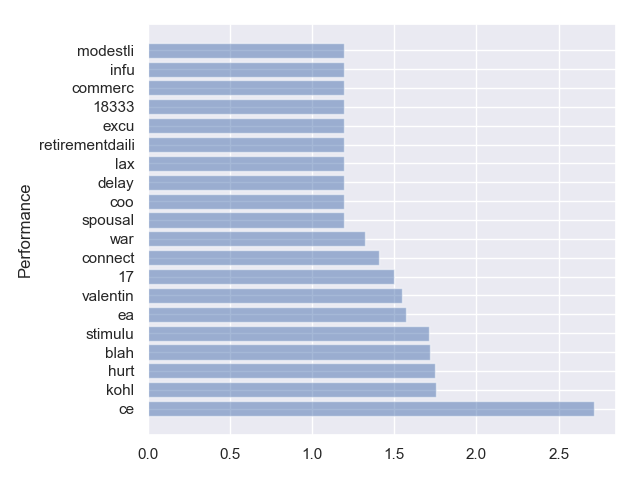 modestli
infu
commerc
18333
excu
retirementdaili
lax
delay
coo
spousal
war
connect
17
valentin
ea
stimulu
blah
hurt
kohl
ce
Performance
0.0 0.5 1.0 1.5 2.0 2.5